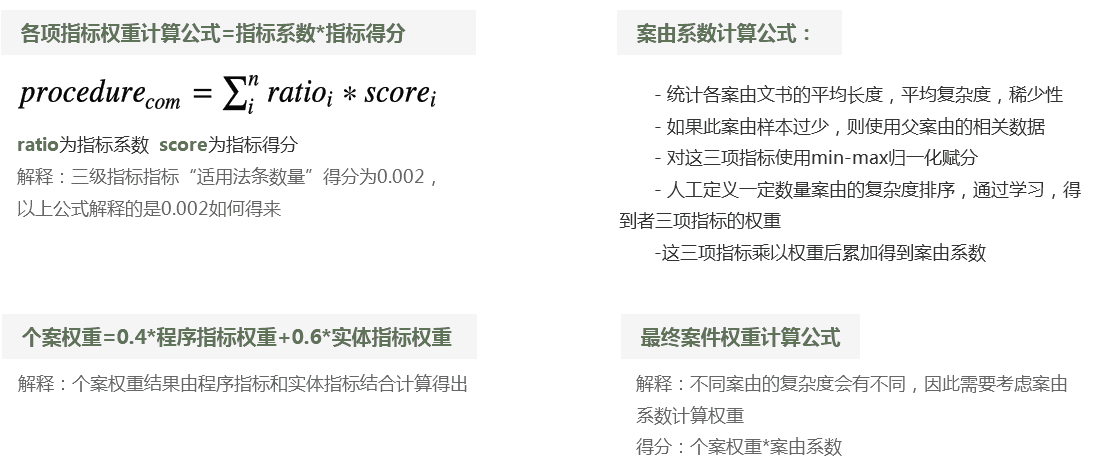 各项指标权重计算公式=指标系数*指标得分
procedure_com = ∑_i^n ratio_i * score_i
ratio为指标系数 score为指标得分
解释：三级指标指标“适用法条数量”得分为0.002，
以上公式解释的是0.002如何得来
案由系数计算公式：
- 统计各案由文书的平均长度，平均复杂度，稀少性
- 如果此案由样本过少，则使用父案由的相关数据
- 对这三项指标使用min-max归一化赋分
- 人工定义一定数量案由的复杂度排序，通过学习，得
到者三项指标的权重
-这三项指标乘以权重后累加得到案由系数
个案权重=0.4*程序指标权重+0.6*实体指标权重
解释：个案权重结果由程序指标和实体指标结合计算得出
最终案件权重计算公式
解释：不同案由的复杂度会有不同，因此需要考虑案由
系数计算权重
得分：个案权重*案由系数